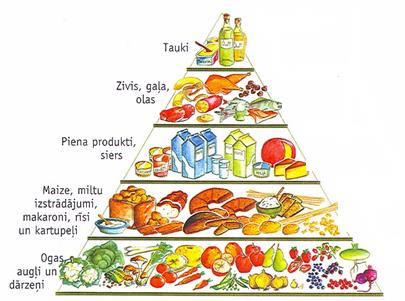 Tauki
Zivis, gaļa,
olas
Piena produkti,
siers
Maize, miltu
izstrādājumi,
makaroni, rīsi
un kartupeļi
Ogas,
augļi un
dārzeņi